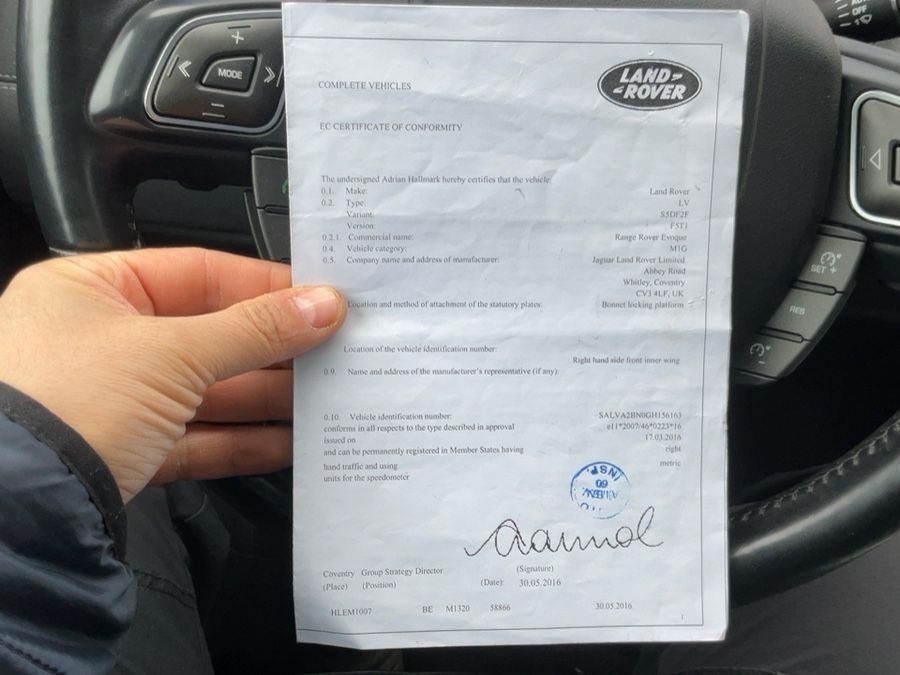 MODE
OFF
COMPLETE VEHICLES
LAND-
-ROVER
EC CERTIFICATE OF CONFORMITY
The undersigned Adrian Hallmark hereby certifies that the vehicle:
0.1. Make: Land Rover
0.2. Type: LV
Variant: S5DF2F
Version
0.2.1. Commercial name: Range Rover Evoque
0.4. Vehicle category: M1G
0.5. Company name and address of manufacturer: Jaguar Land Rover Limited
Abbey Road
Whitley, Coventry
CV3 4LF, UK
Location and method of attachment of the statutory plates: Bonnet locking platform
Location of the vehicle identification number:
Right hand side front inner wing
0.9. Name and address of the manufacturer's representative (if any):
0.10. Vehicle identification number: SALVA2BN0GH156163
conforms in all respects to the type described in approval e11*2007/46*0223*16
issued on 17.03.2016
and can be permanently registered in Member States having right
hand traffic and using metric
units for the speedometer
INSP.
60
Coventry Group Strategy Director (Signature)
(Place) (Position) (Date): 30.05.2016
HLEM1007 BE M1320 58866 30.05.2016
1
SET +
RES